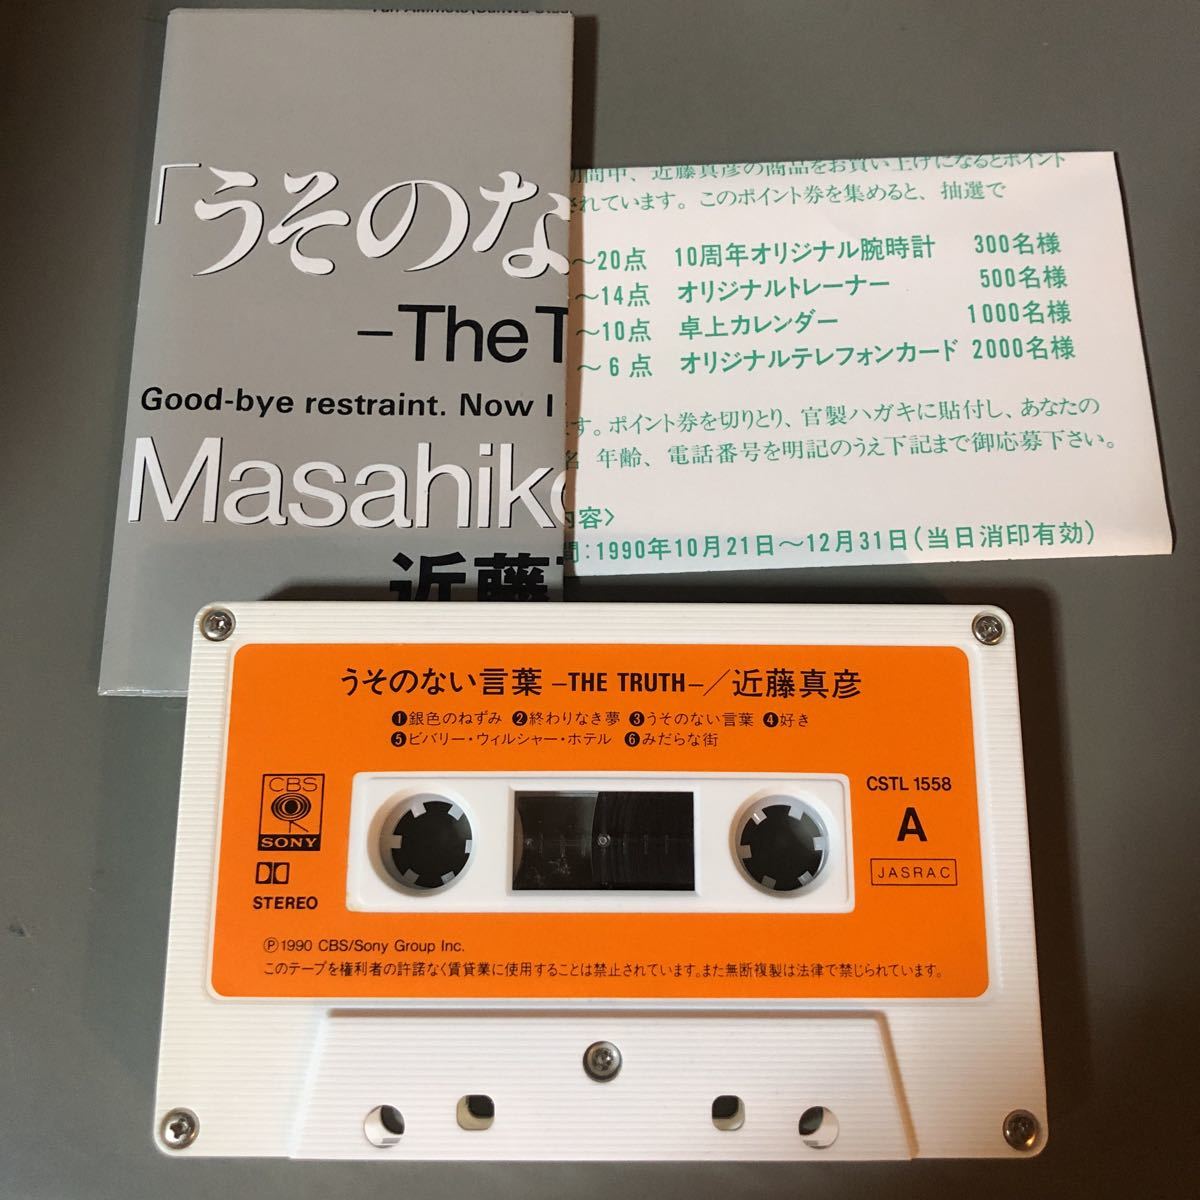 「うそのな
–The T
Good-bye restraint. Now I
Masahiko
近藤
期間中、近藤真彦の商品をお買い上げになるとポイント
されています。このポイント券を集めると、抽選で
～20点 10周年オリジナル腕時計 300名様
～14点 オリジナルトレーナー 500名様
～10点 卓上カレンダー 1000名様
～6点 オリジナルテレフォンカード 2000名様
す。ポイント券を切りとり、官製ハガキに貼付し、あなたの
名 年齢、電話番号を明記のうえ下記まで御応募下さい。
内容>
間:1990年10月21日～12月31日(当日消印有効)
うそのない言葉 –THE TRUTH–／近藤真彦
❶銀色のねずみ ❷終わりなき夢 ❸うそのない言葉 ❹好き
❺ビバリー・ウィルシャー・ホテル ❻みだらな街
CBS
SONY
STEREO
CSTL 1558
A
JASRAC
Ⓟ1990 CBS/Sony Group Inc.
このテープを権利者の許諾なく賃貸業に使用することは禁止されています。また無断複製は法律で禁じられています。